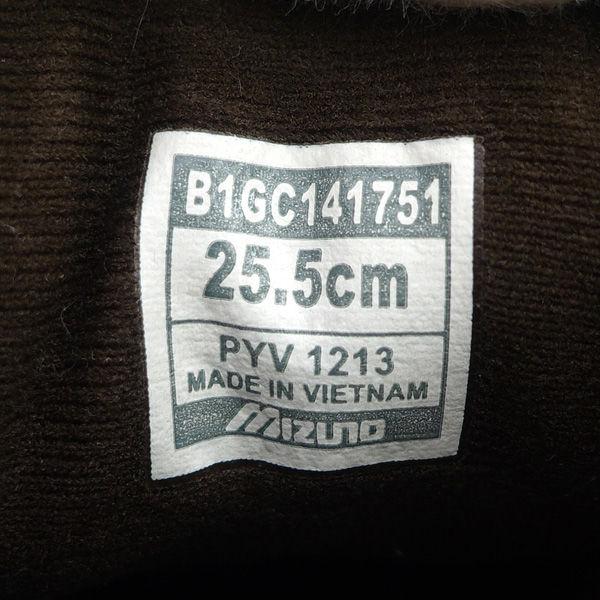 B1GC141751
25.5cm
PYV 1213
MADE IN VIETNAM
MIZUNO